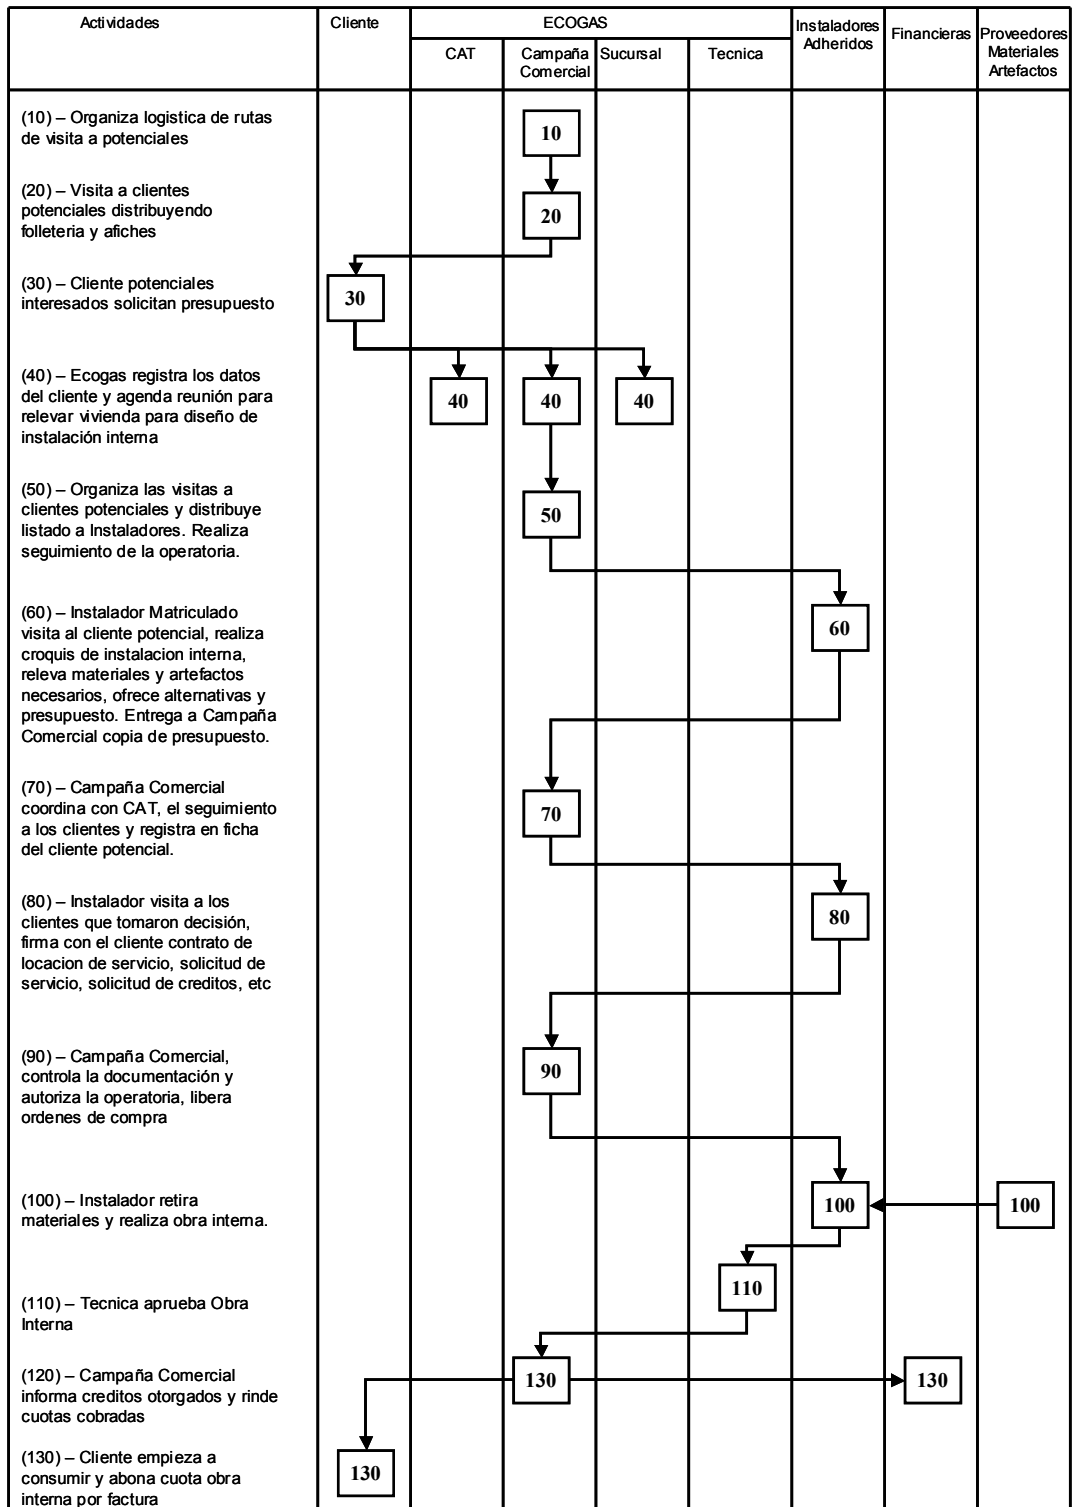 Actividades
Cliente
ECOGAS
Instaladores
Adheridos
Financieras
Proveedores
Materiales
Artefactos
CAT
Campaña
Comercial
Sucursal
Tecnica
(10) – Organiza logistica de rutas
de visita a potenciales
10
(20) – Visita a clientes
potenciales distribuyendo
folleteria y afiches
20
(30) – Cliente potenciales
interesados solicitan presupuesto
30
(40) – Ecogas registra los datos
del cliente y agenda reunión para
relevar vivienda para diseño de
instalación interna
40
40
40
(50) – Organiza las visitas a
clientes potenciales y distribuye
listado a Instaladores. Realiza
seguimiento de la operatoria.
50
(60) – Instalador Matriculado
visita al cliente potencial, realiza
croquis de instalacion interna,
releva materiales y artefactos
necesarios, ofrece alternativas y
presupuesto. Entrega a Campaña
Comercial copia de presupuesto.
60
(70) – Campaña Comercial
coordina con CAT, el seguimiento
a los clientes y registra en ficha
del cliente potencial.
70
(80) – Instalador visita a los
clientes que tomaron decisión,
firma con el cliente contrato de
locacion de servicio, solicitud de
servicio, solicitud de creditos, etc
80
(90) – Campaña Comercial,
controla la documentación y
autoriza la operatoria, libera
ordenes de compra
90
(100) – Instalador retira
materiales y realiza obra interna.
100
100
(110) – Tecnica aprueba Obra
Interna
110
(120) – Campaña Comercial
informa creditos otorgados y rinde
cuotas cobradas
130
130
(130) – Cliente empieza a
consumir y abona cuota obra
interna por factura
130